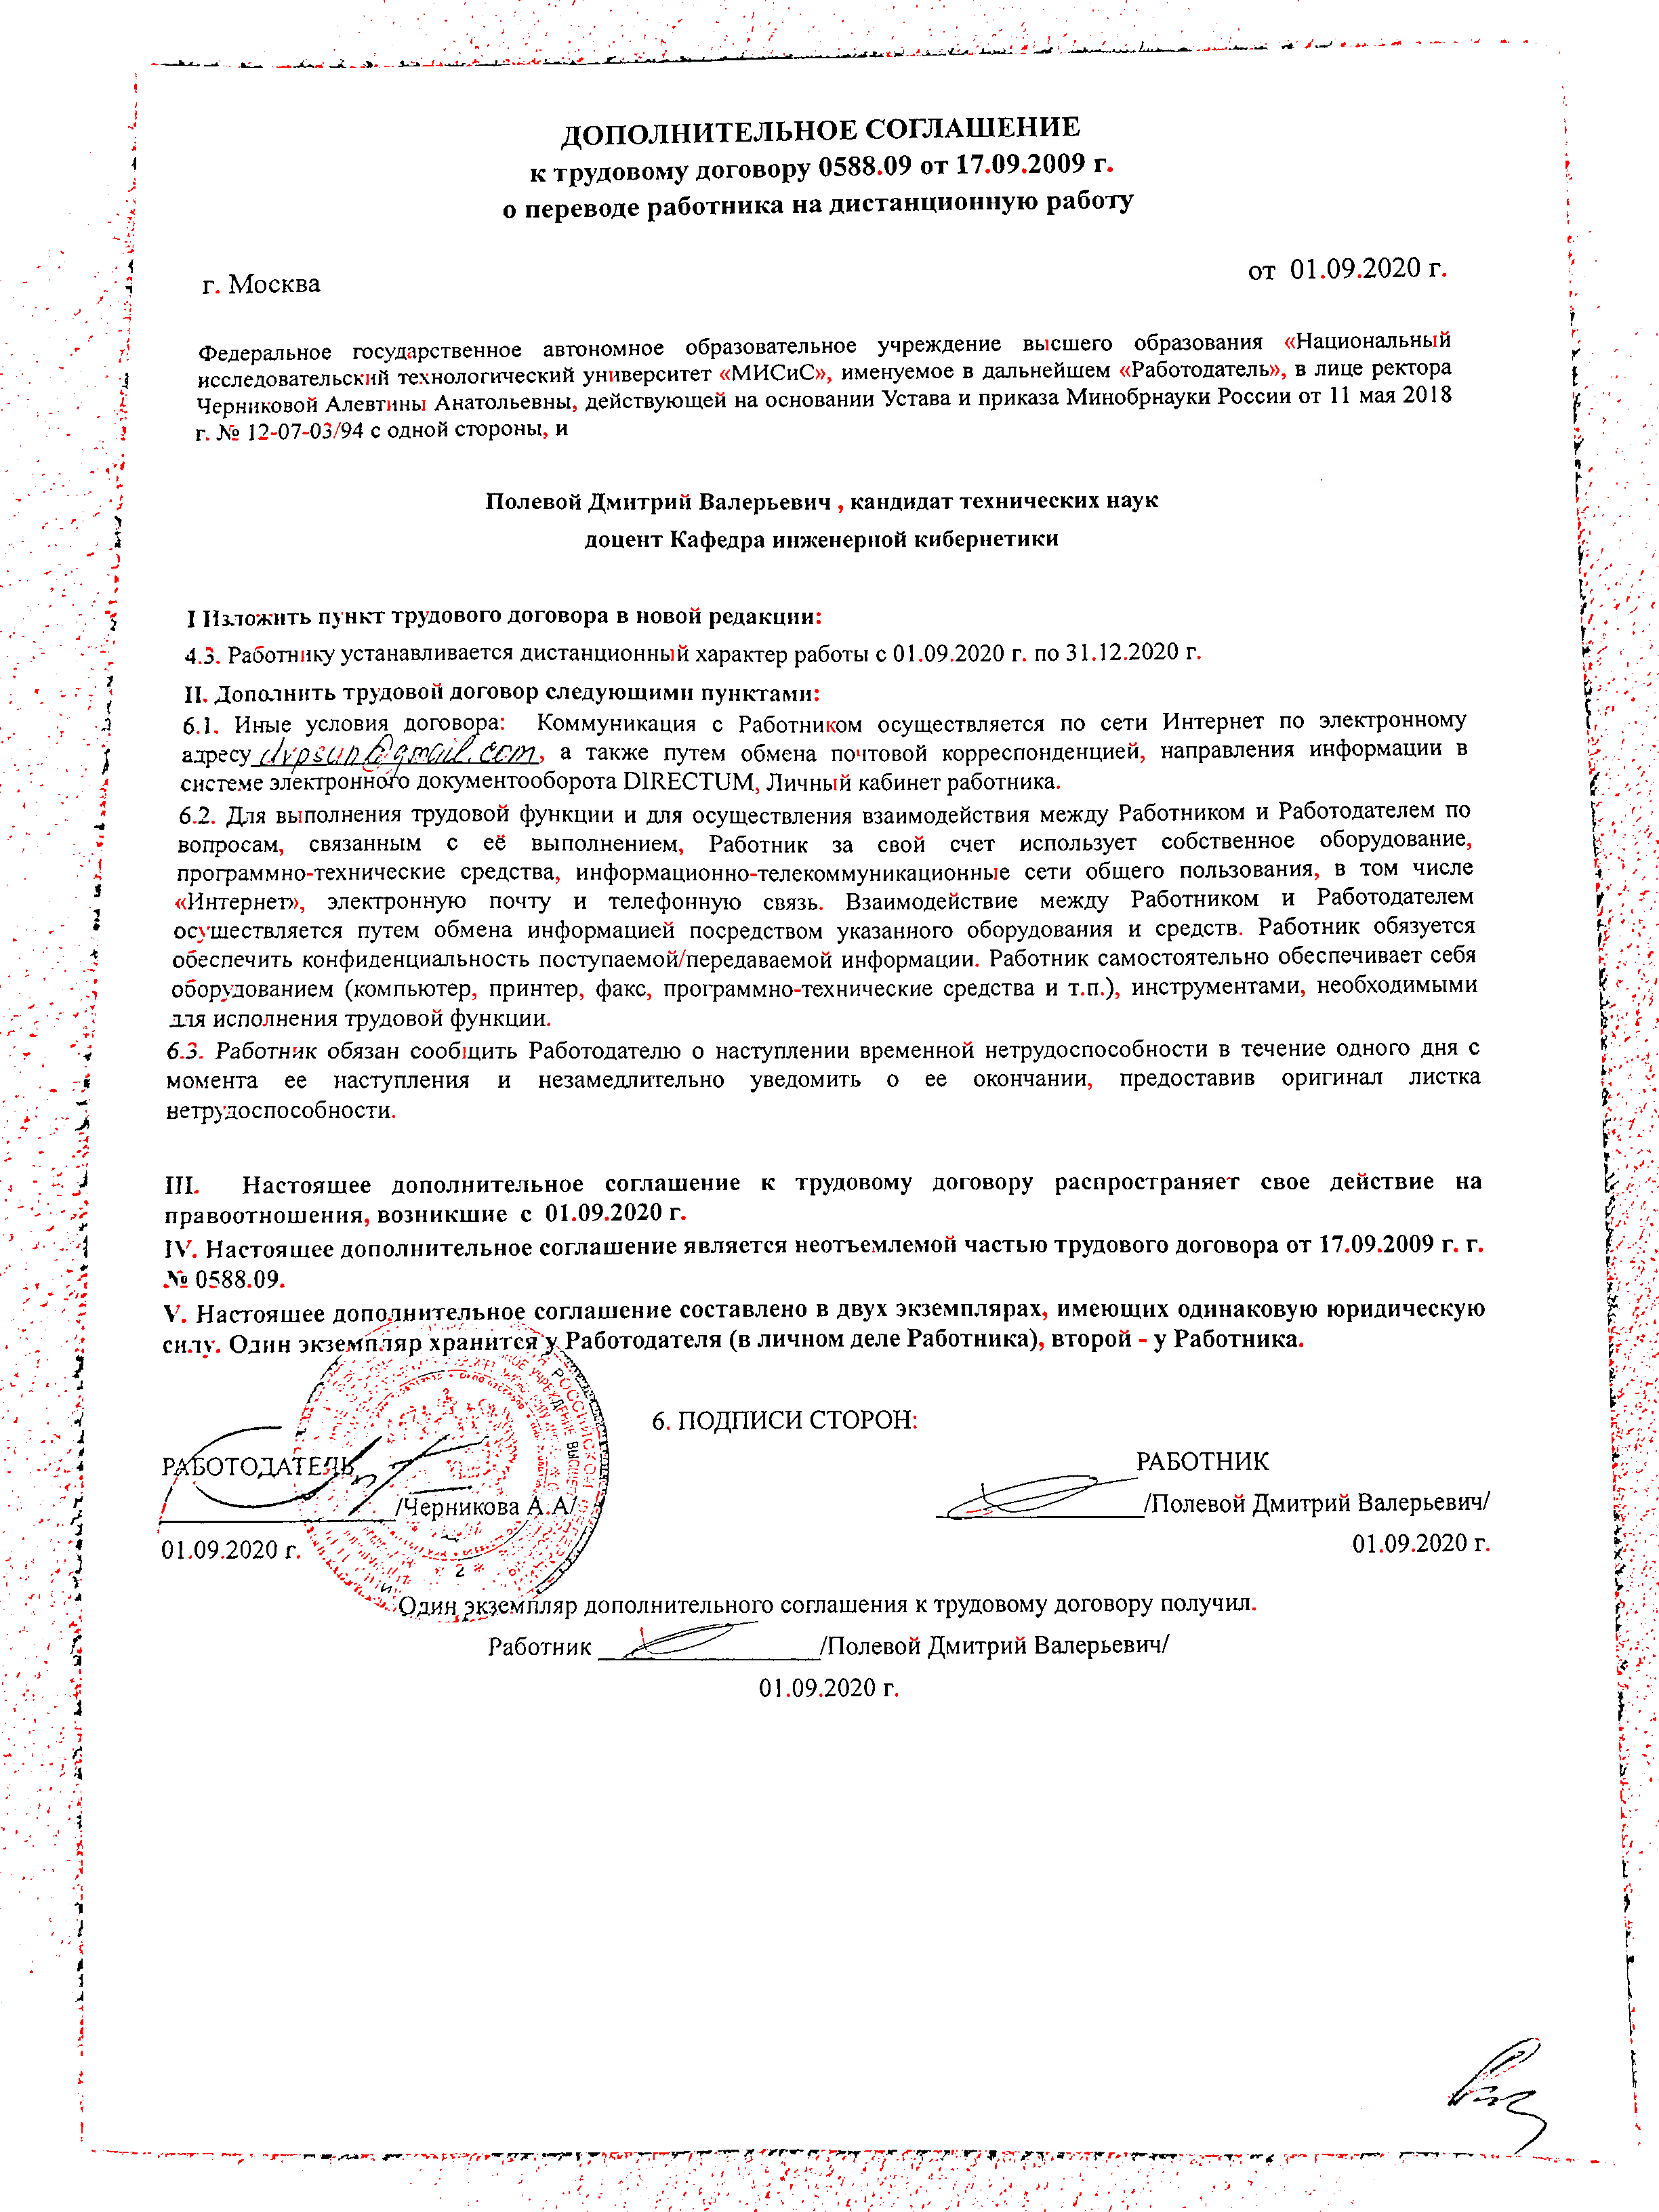 ДОПОЛНИТЕЛЬНОЕ СОГЛАШЕНИЕ
к трудовому договору 0588.09 от 17.09.2009 г.
о переводе работника на дистанционную работу
г. Москва
от 01.09.2020 г.
Федеральное государственное автономное образовательное учреждение высшего образования «Национальный
исследовательский технологический университет «МИСиС», именуемое в дальнейшем «Работодатель», в лице ректора
Черниковой Алевтины Анатольевны, действующей на основании Устава и приказа Минобрнауки России от 11 мая 2018
г. № 12-07-03/94 с одной стороны, и
Полевой Дмитрий Валерьевич , кандидат технических наук
доцент Кафедра инженерной кибернетики
I Изложить пункт трудового договора в новой редакции:
4.3. Работнику устанавливается дистанционный характер работы с 01.09.2020 г. по 31.12.2020 г.
II. Дополнить трудовой договор следующими пунктами:
6.1. Иные условия договора: Коммуникация с Работником осуществляется по сети Интернет по электронному
адресу dvpsun@gmail.com, а также путем обмена почтовой корреспонденцией, направления информации в
системе электронного документооборота DIRECTUM, Личный кабинет работника.
6.2. Для выполнения трудовой функции и для осуществления взаимодействия между Работником и Работодателем по
вопросам, связанным с её выполнением, Работник за свой счет использует собственное оборудование,
программно-технические средства, информационно-телекоммуникационные сети общего пользования, в том числе
«Интернет», электронную почту и телефонную связь. Взаимодействие между Работником и Работодателем
осуществляется путем обмена информацией посредством указанного оборудования и средств. Работник обязуется
обеспечить конфиденциальность поступаемой/передаваемой информации. Работник самостоятельно обеспечивает себя
оборудованием (компьютер, принтер, факс, программно-технические средства и т.п.), инструментами, необходимыми
для исполнения трудовой функции.
6.3. Работник обязан сообщить Работодателю о наступлении временной нетрудоспособности в течение одного дня с
момента ее наступления и незамедлительно уведомить о ее окончании, предоставив оригинал листка
нетрудоспособности.
III. Настоящее дополнительное соглашение к трудовому договору распространяет свое действие на
правоотношения, возникшие с 01.09.2020 г.
IV. Настоящее дополнительное соглашение является неотъемлемой частью трудового договора от 17.09.2009 г. г.
№ 0588.09.
V. Настоящее дополнительное соглашение составлено в двух экземплярах, имеющих одинаковую юридическую
силу. Один экземпляр хранится у Работодателя (в личном деле Работника), второй - у Работника.
6. ПОДПИСИ СТОРОН:
РАБОТОДАТЕЛЬ
РАБОТНИК
/Черникова А.А/
/Полевой Дмитрий Валерьевич/
01.09.2020 г.
01.09.2020 г.
Один экземпляр дополнительного соглашения к трудовому договору получил.
Работник /Полевой Дмитрий Валерьевич/
01.09.2020 г.